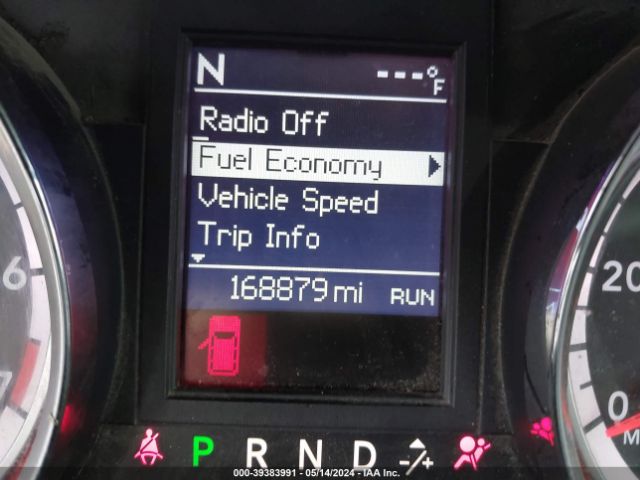 N ---°F
Radio Off
Fuel Economy
Vehicle Speed
Trip Info
168879 mi RUN
6
7
20
0
M
P R N D -/+
000-39383991 - 05/14/2024 - IAA Inc.